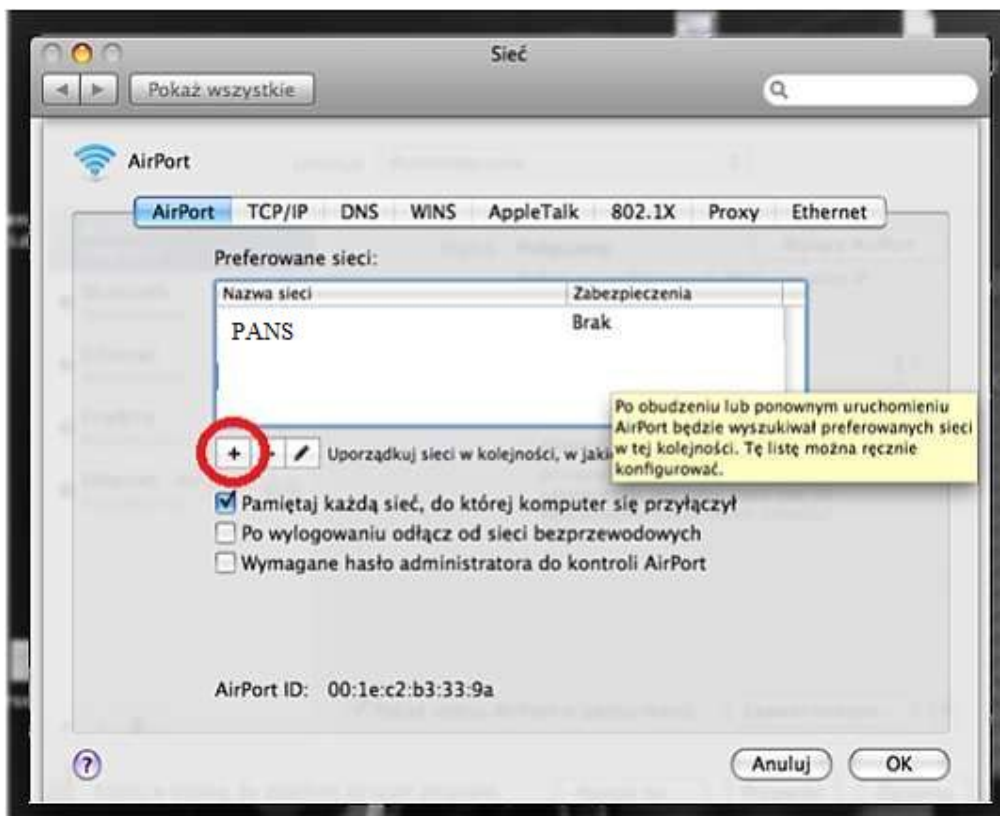 Sieć
Pokaż wszystkie
AirPort
AirPort TCP/IP DNS WINS AppleTalk 802.1X Proxy Ethernet
Preferowane sieci:
Nazwa sieci Zabezpieczenia
PANS Brak
Po obudzeniu lub ponownym uruchomieniu
AirPort będzie wyszukiwał preferowanych sieci
w tej kolejności. Tę listę można ręcznie
konfigurować.
+ Uporządkuj sieci w kolejności, w
Pamiętaj każdą sieć, do której komputer się przyłączył
Po wylogowaniu odłącz od sieci bezprzewodowych
Wymagane hasło administratora do kontroli AirPort
AirPort ID: 00:1e:c2:b3:33:9a
? Anuluj OK